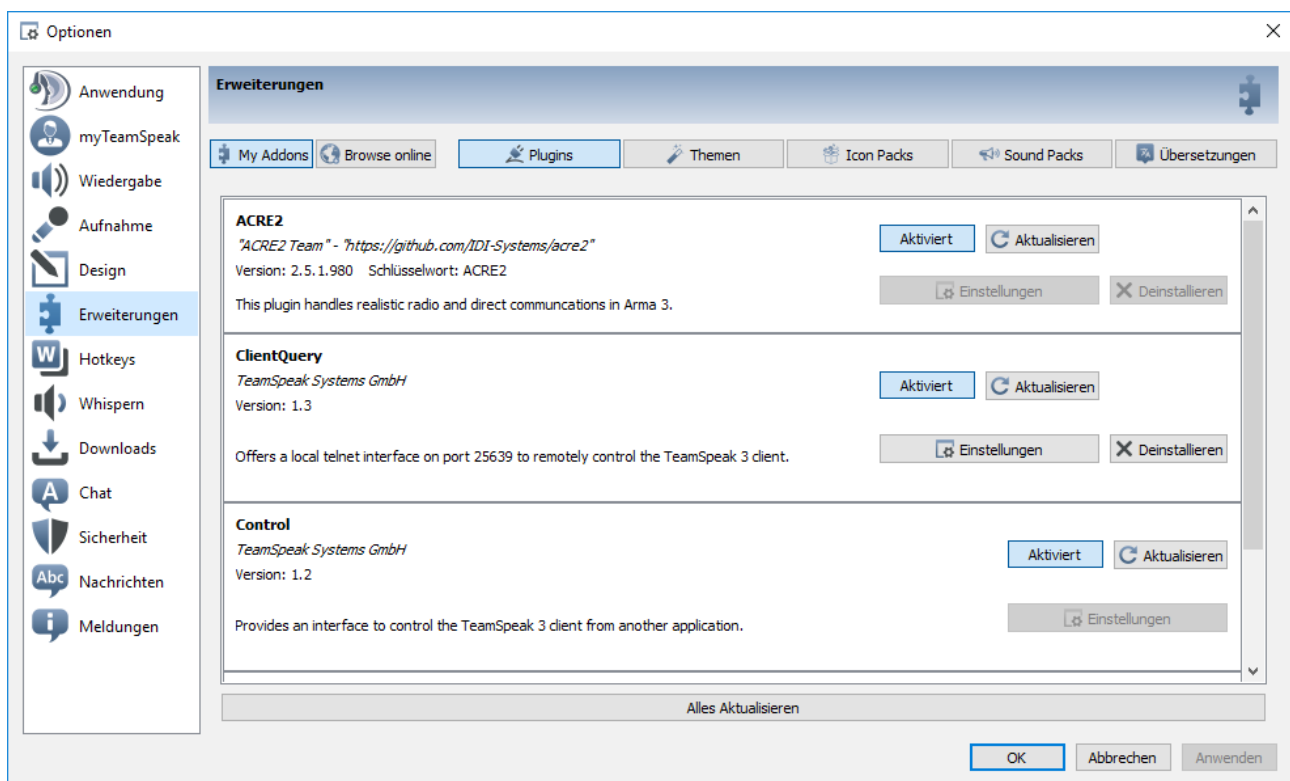 Optionen
Anwendung
myTeamSpeak
Wiedergabe
Aufnahme
Design
Erweiterungen
Hotkeys
Whispern
Downloads
Chat
Sicherheit
Nachrichten
Meldungen
Erweiterungen
My Addons Browse online Plugins Themen Icon Packs Sound Packs Übersetzungen
ACRE2
"ACRE2 Team" - "https://github.com/IDI-Systems/acre2"
Version: 2.5.1.980 Schlüsselwort: ACRE2
This plugin handles realistic radio and direct communcations in Arma 3.
Aktiviert Aktualisieren
Einstellungen Deinstallieren
ClientQuery
TeamSpeak Systems GmbH
Version: 1.3
Offers a local telnet interface on port 25639 to remotely control the TeamSpeak 3 client.
Aktiviert Aktualisieren
Einstellungen Deinstallieren
Control
TeamSpeak Systems GmbH
Version: 1.2
Provides an interface to control the TeamSpeak 3 client from another application.
Aktiviert Aktualisieren
Einstellungen
Alles Aktualisieren
OK Abbrechen Anwenden